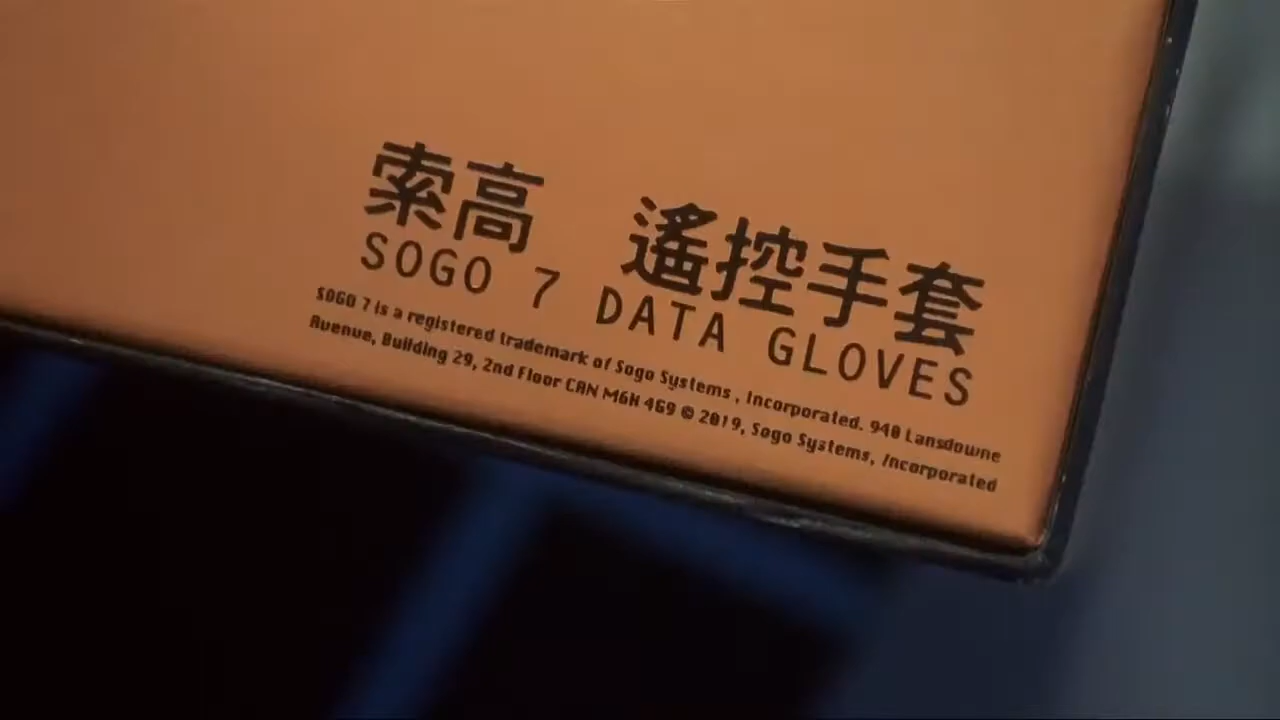 索高 遙控手套
SOGO 7 DATA GLOVES
SOGO 7 is a registered trademark of Sogo Systems , Incorporated. 940 Lansdowne
Avenue, Building 29, 2nd Floor CAN M6H 4G9 © 2019, Sogo Systems, Incorporated